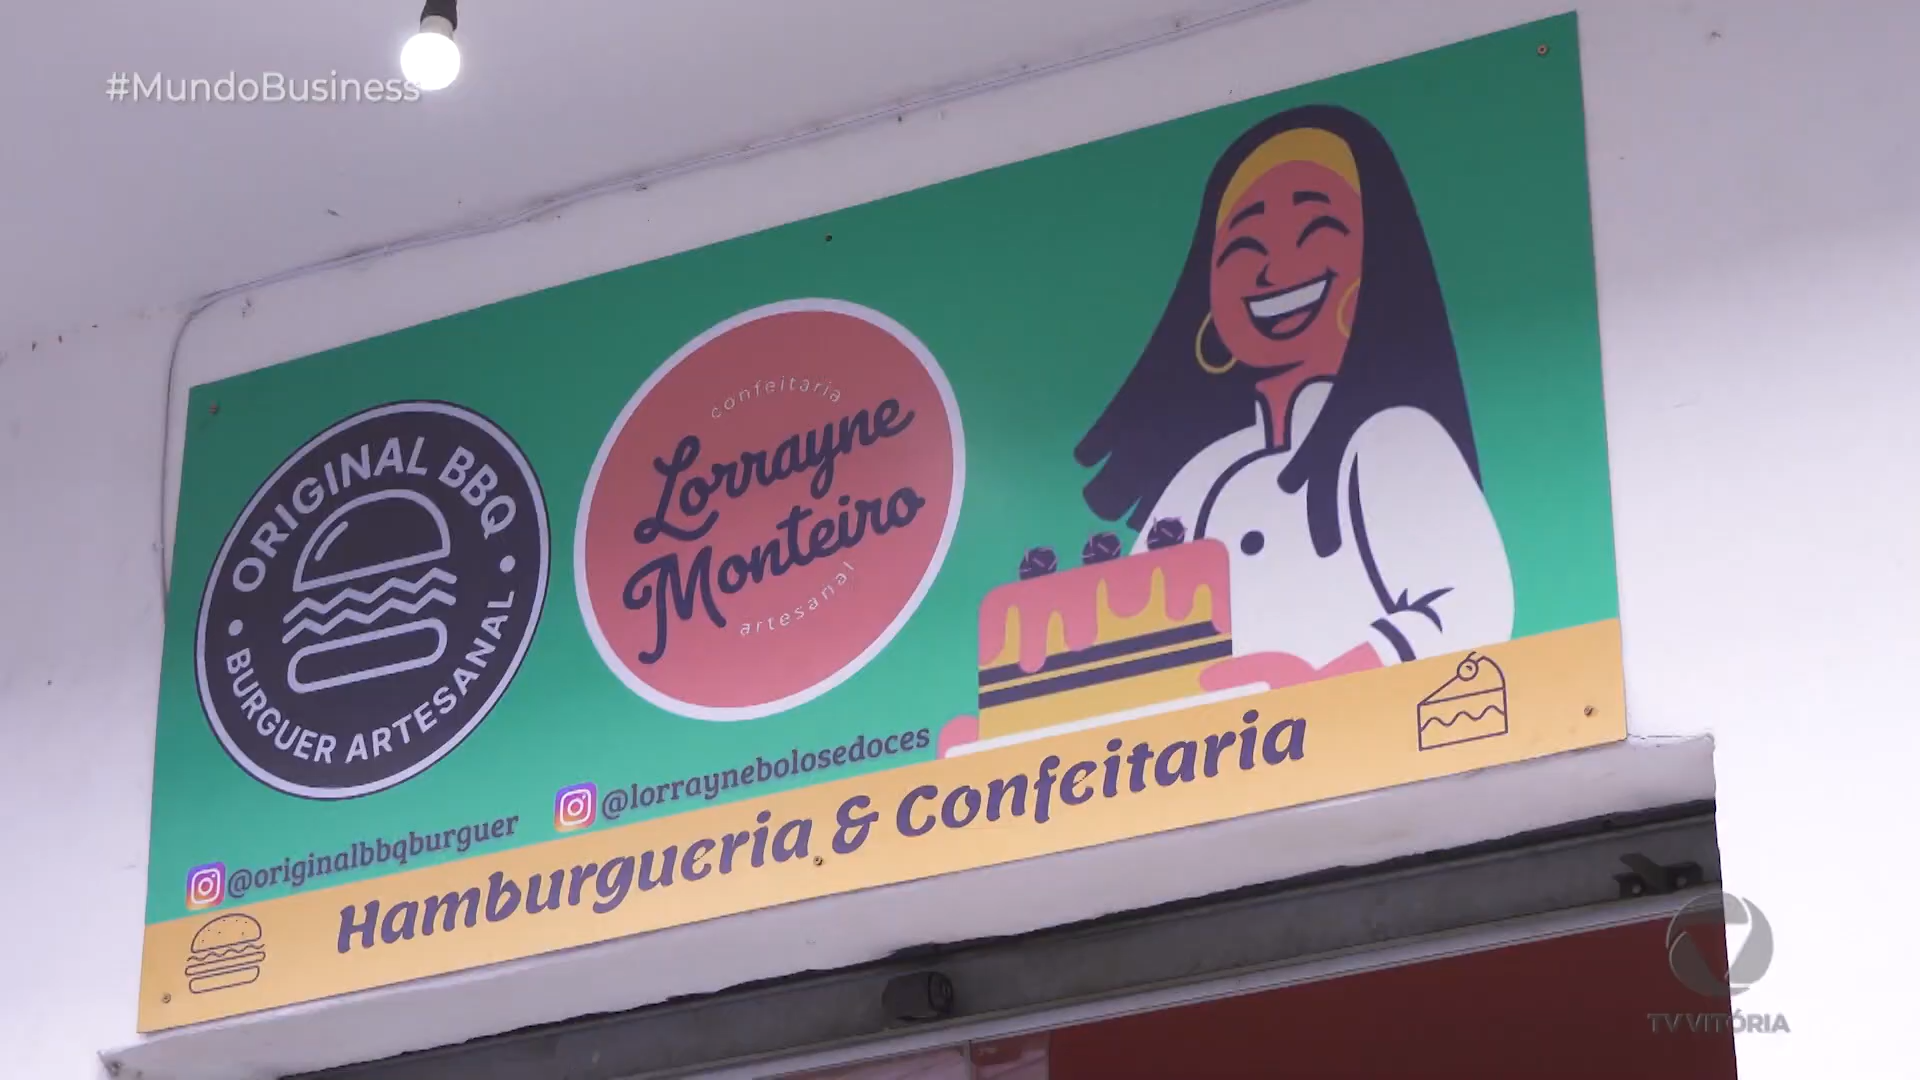 #MundoBusiness
ORIGINAL BBQ
BURGUER ARTESANAL
confeitaria
Lorrayne
Monteiro
artesanal
@originalbbqburguer
@lorraynebolosedoces
Hamburgueria & Confeitaria
TV VITÓRIA